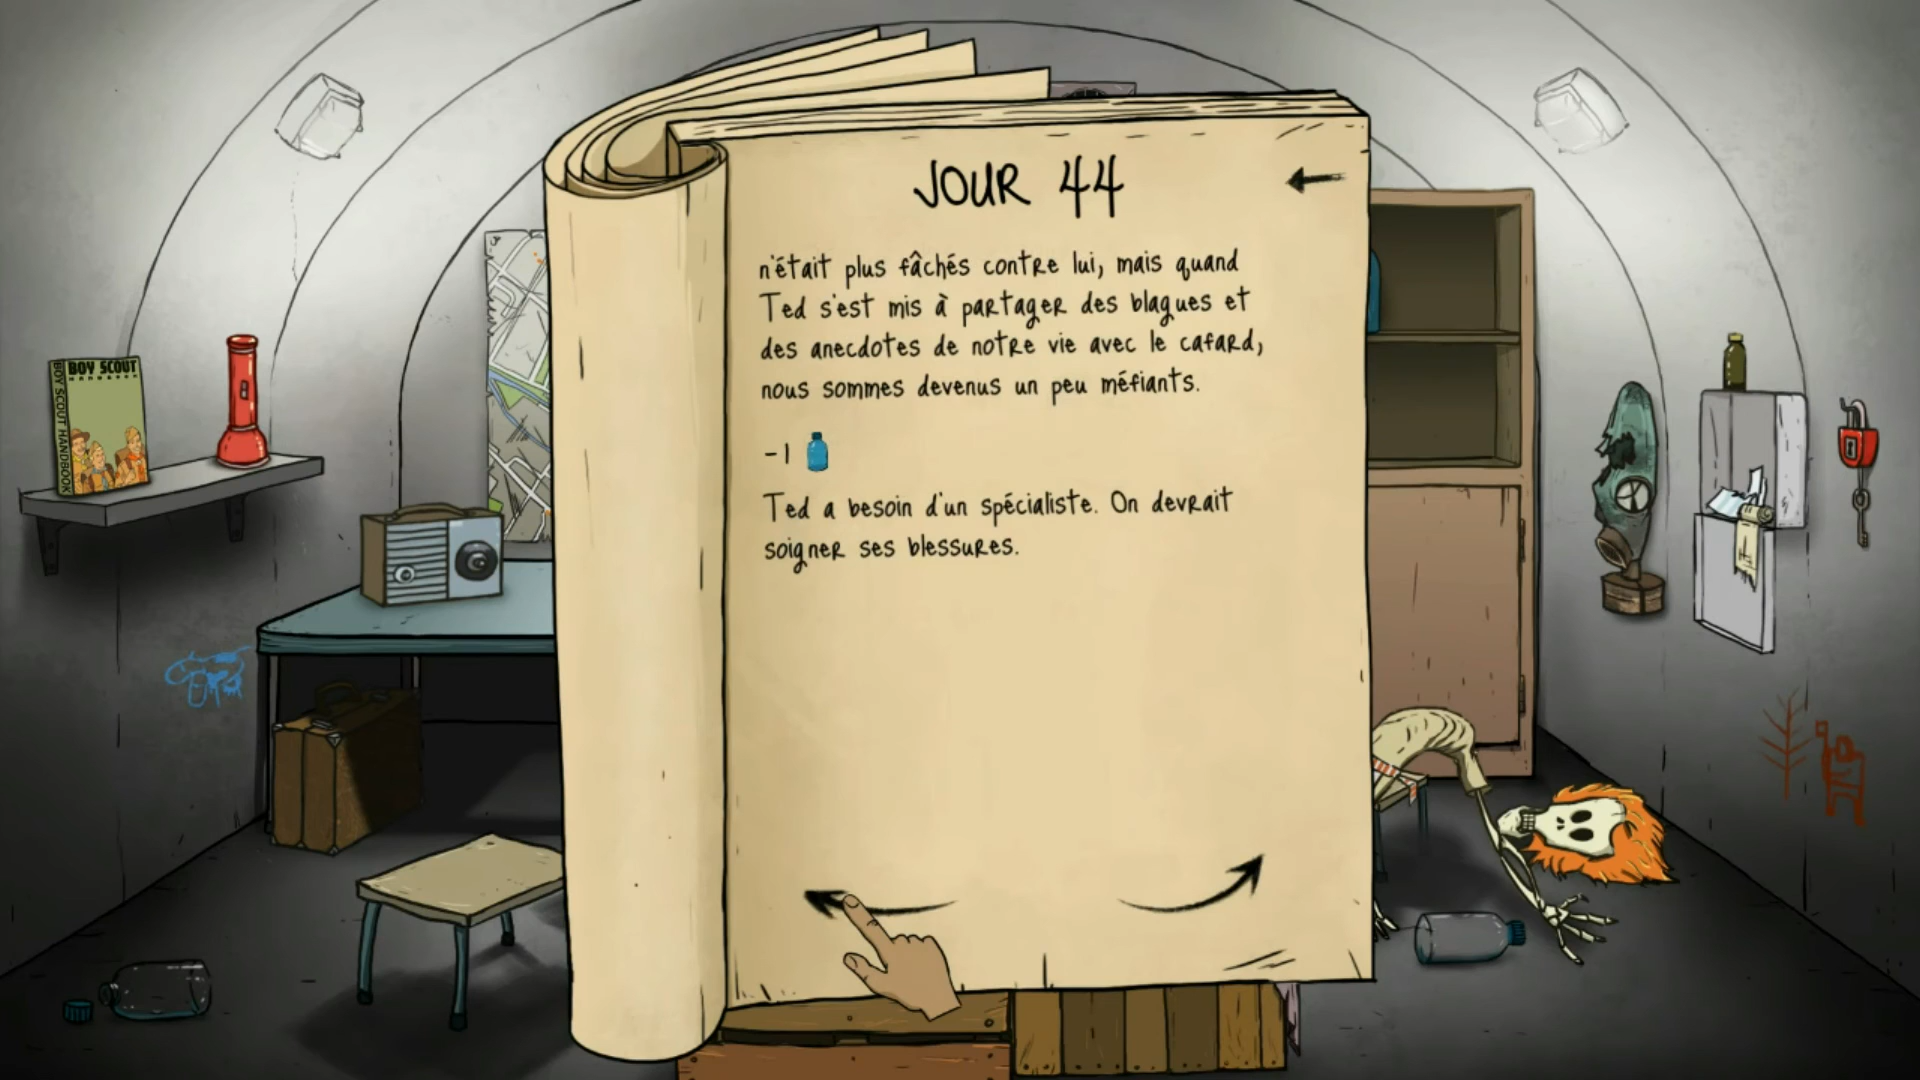 JOUR 44
n'était plus fâchés contre lui, mais quand
Ted s'est mis à partager des blagues et
des anecdotes de notre vie avec le cafard,
nous sommes devenus un peu méfiants.
-1
Ted a besoin d'un spécialiste. On devrait
soigner ses blessures.
BOY SCOUT
HANDBOOK
BOY SCOUT HANDBOOK